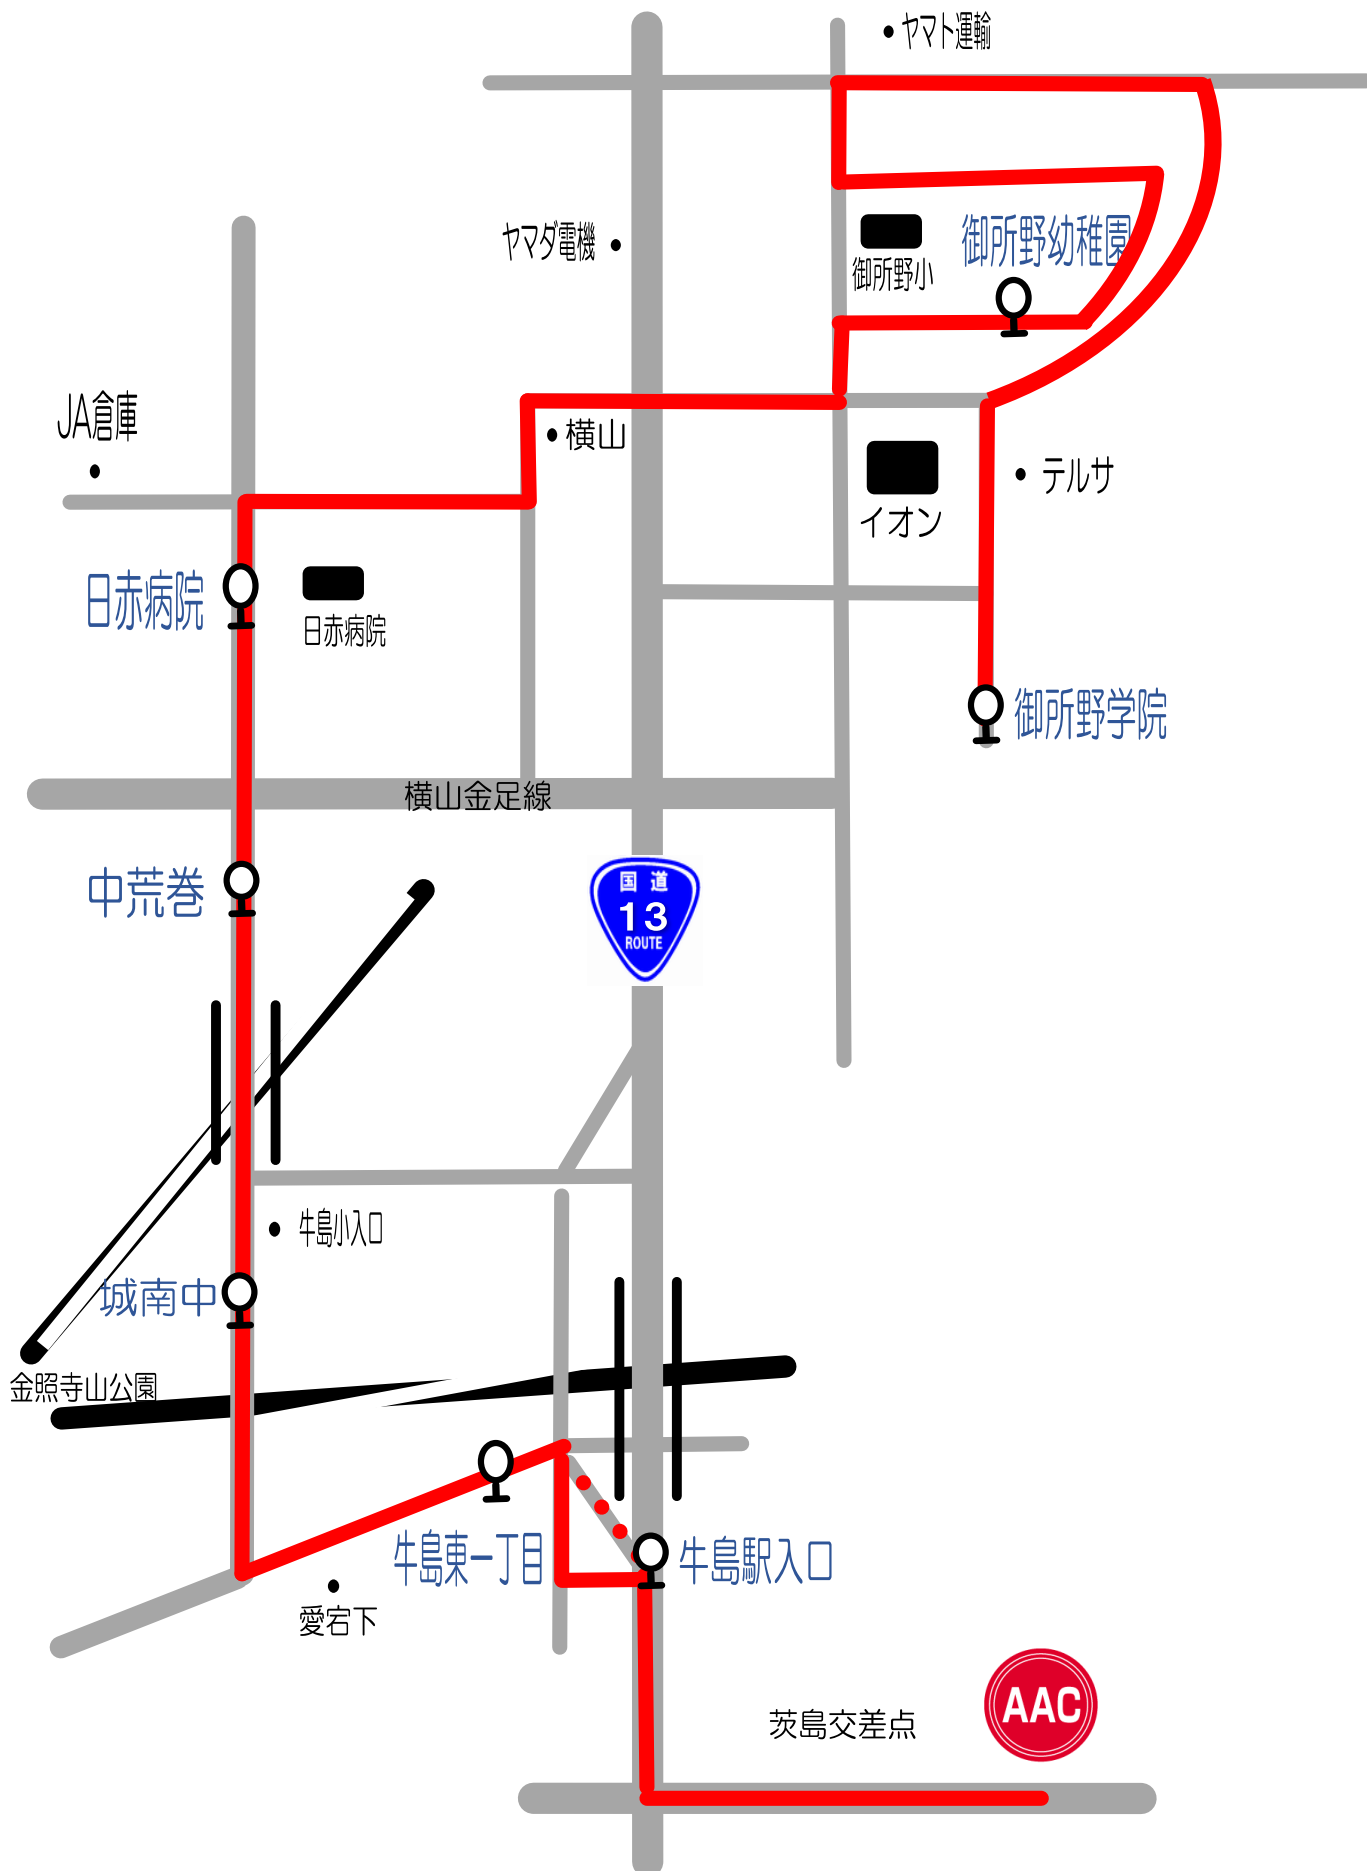 ヤマト運輸
ヤマダ電機
御所野幼稚園
御所野小
JA倉庫
横山
テルサ
イオン
日赤病院
日赤病院
御所野学院
横山金足線
中荒巻
国道
13
ROUTE
牛島小入口
城南中
金照寺山公園
牛島東一丁目
牛島駅入口
愛宕下
茨島交差点
AAC